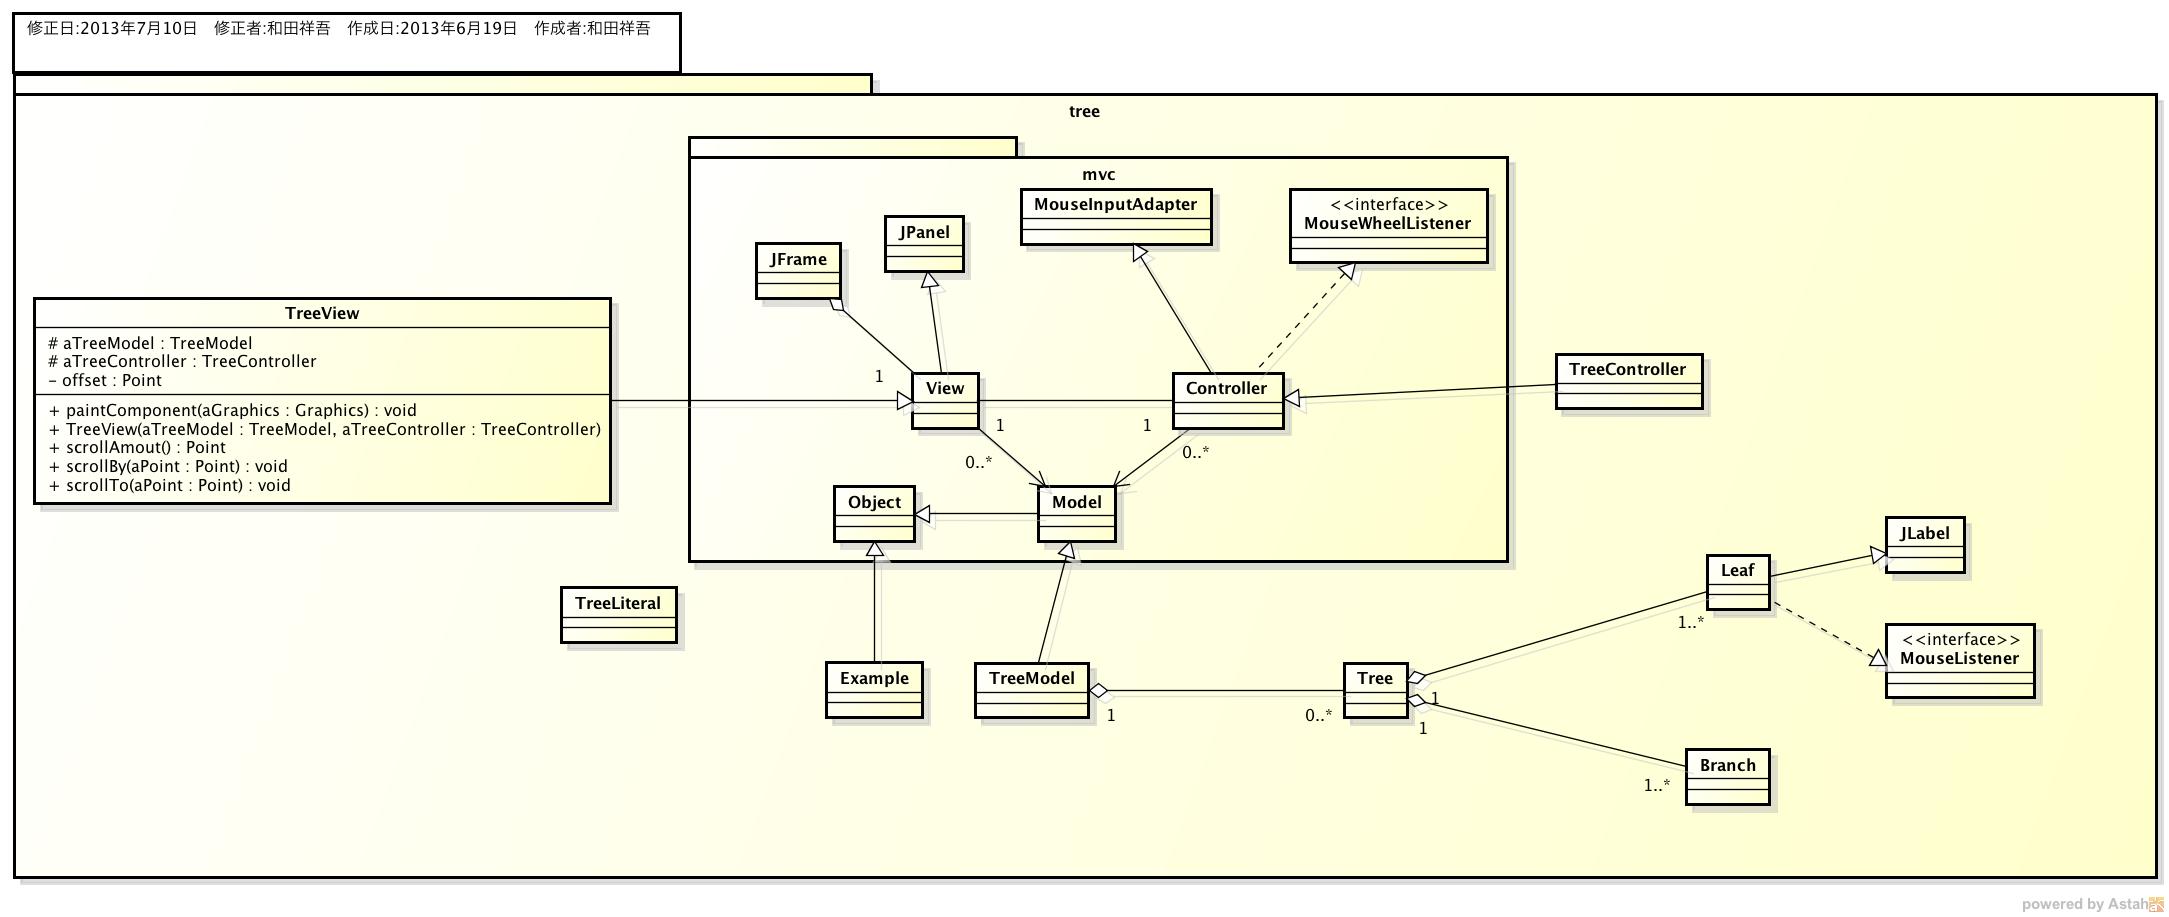 修正日:2013年7月10日　修正者:和田祥吾　作成日:2013年6月19日　作成者:和田祥吾
tree
mvc
MouseInputAdapter
<<interface>>
MouseWheelListener
JPanel
JFrame
TreeView
# aTreeModel : TreeModel
# aTreeController : TreeController
- offset : Point
+ paintComponent(aGraphics : Graphics) : void
+ TreeView(aTreeModel : TreeModel, aTreeController : TreeController)
+ scrollAmout() : Point
+ scrollBy(aPoint : Point) : void
+ scrollTo(aPoint : Point) : void
1
View
Controller
TreeController
1
1
0..*
0..*
Object
Model
JLabel
Leaf
TreeLiteral
1..*
<<interface>>
MouseListener
Example
TreeModel
Tree
1
1
0..*
1
Branch
1..*
powered by Astah